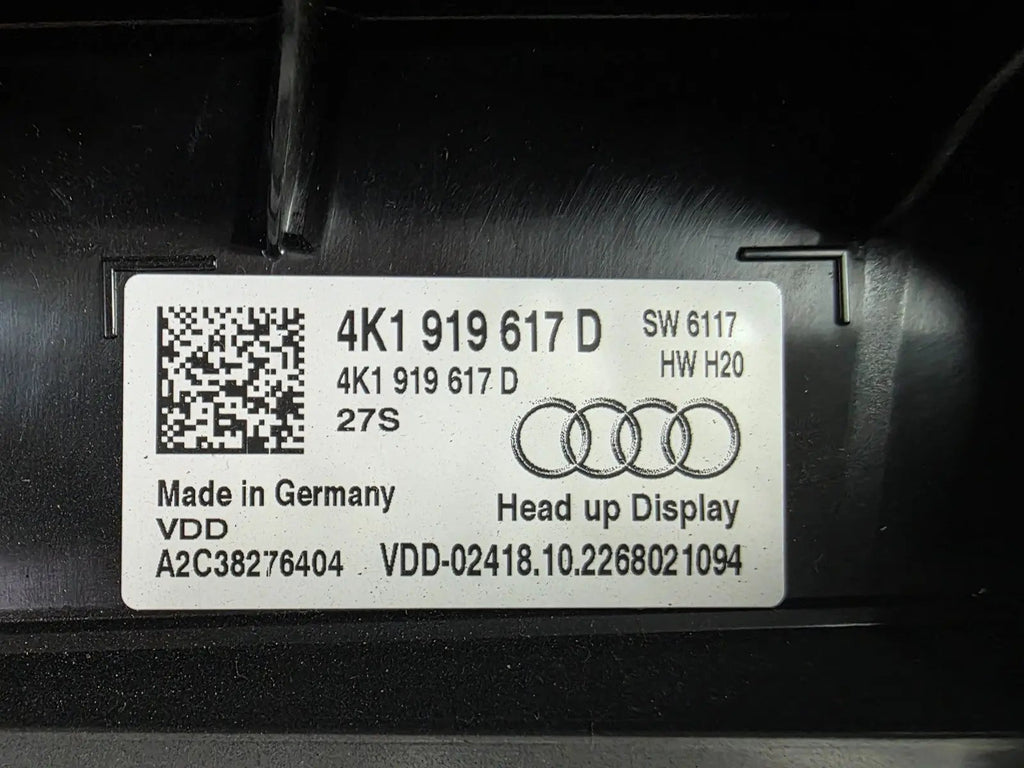 4K1 919 617 D
SW 6117
4K1 919 617 D
HW H20
27S
Made in Germany
Head up Display
VDD
A2C38276404
VDD-02418.10.2268021094